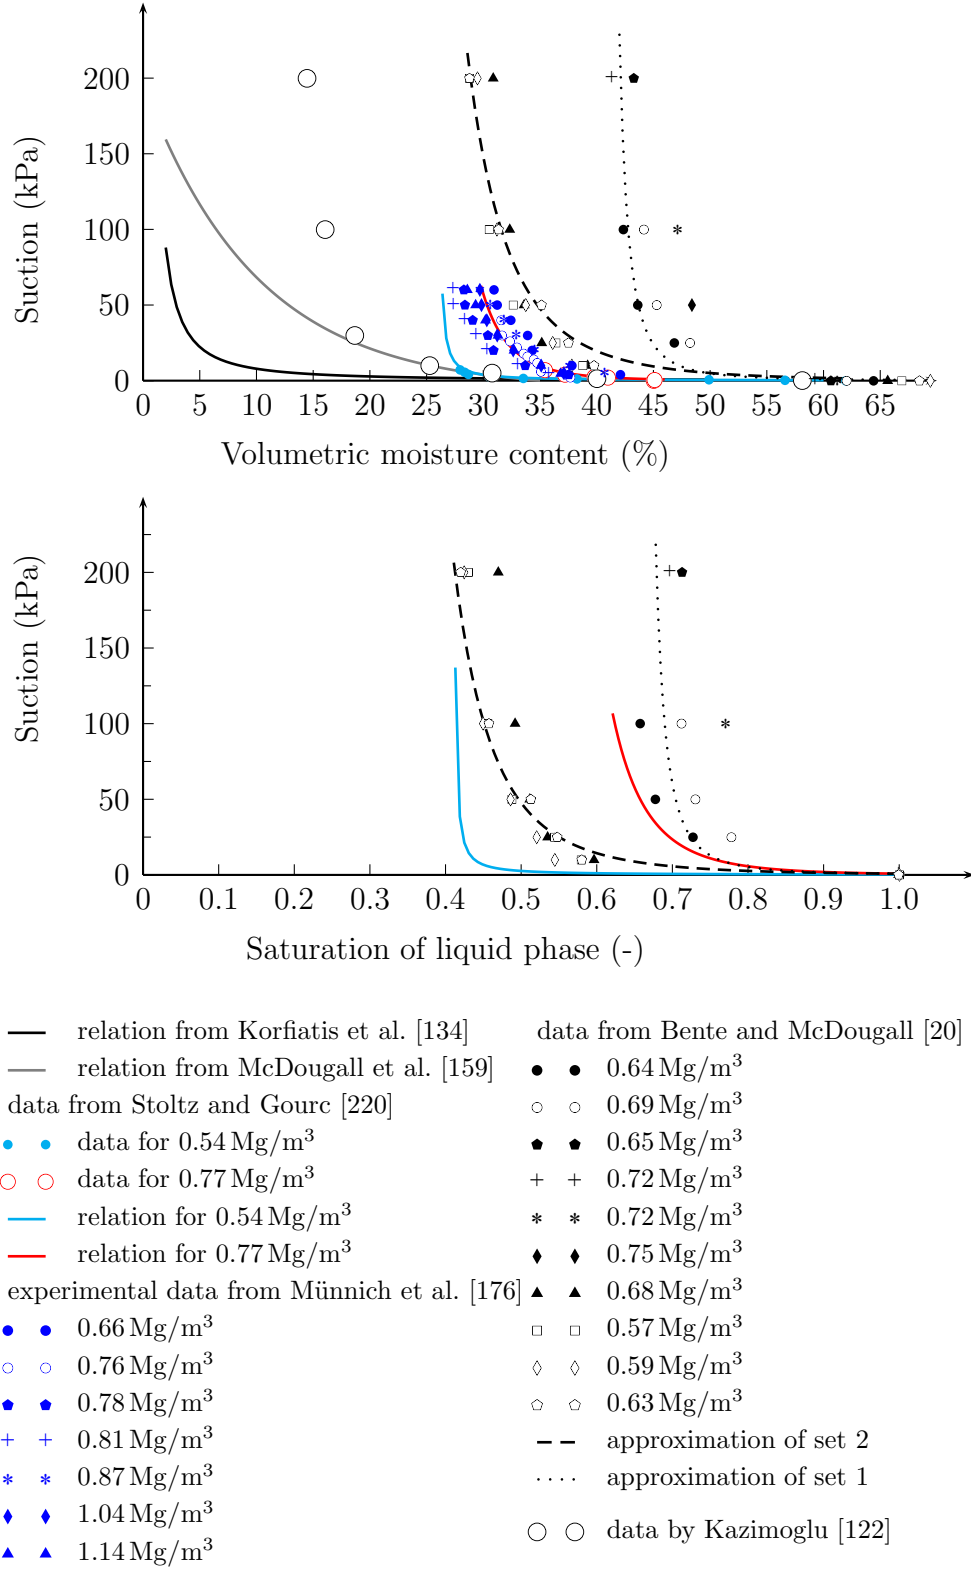 Suction (kPa)
200
150
100
50
0
0 5 10 15 20 25 30 35 40 45 50 55 60 65
Volumetric moisture content (%)
Suction (kPa)
200
150
100
50
0
0 0.1 0.2 0.3 0.4 0.5 0.6 0.7 0.8 0.9 1.0
Saturation of liquid phase (-)
relation from Korfiatis et al. [134]
relation from McDougall et al. [159]
data from Stoltz and Gourc [220]
data for 0.54 Mg/m³
data for 0.77 Mg/m³
relation for 0.54 Mg/m³
relation for 0.77 Mg/m³
experimental data from Münnich et al. [176]
0.66 Mg/m³
0.76 Mg/m³
0.78 Mg/m³
0.81 Mg/m³
0.87 Mg/m³
1.04 Mg/m³
1.14 Mg/m³
data from Bente and McDougall [20]
0.64 Mg/m³
0.69 Mg/m³
0.65 Mg/m³
0.72 Mg/m³
0.72 Mg/m³
0.75 Mg/m³
0.68 Mg/m³
0.57 Mg/m³
0.59 Mg/m³
0.63 Mg/m³
approximation of set 2
approximation of set 1
data by Kazimoglu [122]